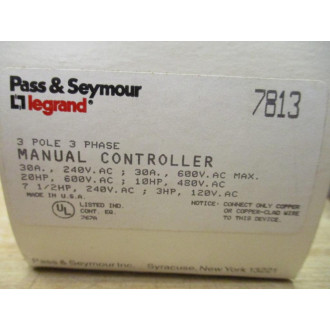 Pass & Seymour
legrand®
7813
3 POLE 3 PHASE
MANUAL CONTROLLER
30A., 240V.AC ; 30A., 600V.AC MAX.
20HP, 600V.AC ; 10HP, 480V.AC
7 1/2HP, 240V.AC ; 3HP, 120V.AC
MADE IN U.S.A.
UL
LISTED IND.
CONT. EQ.
NOTICE: CONNECT ONLY COPPER
OR COPPER-CLAD WIRE
TO THIS DEVICE.
Pass & Seymour Inc. Syracuse, New York 13221